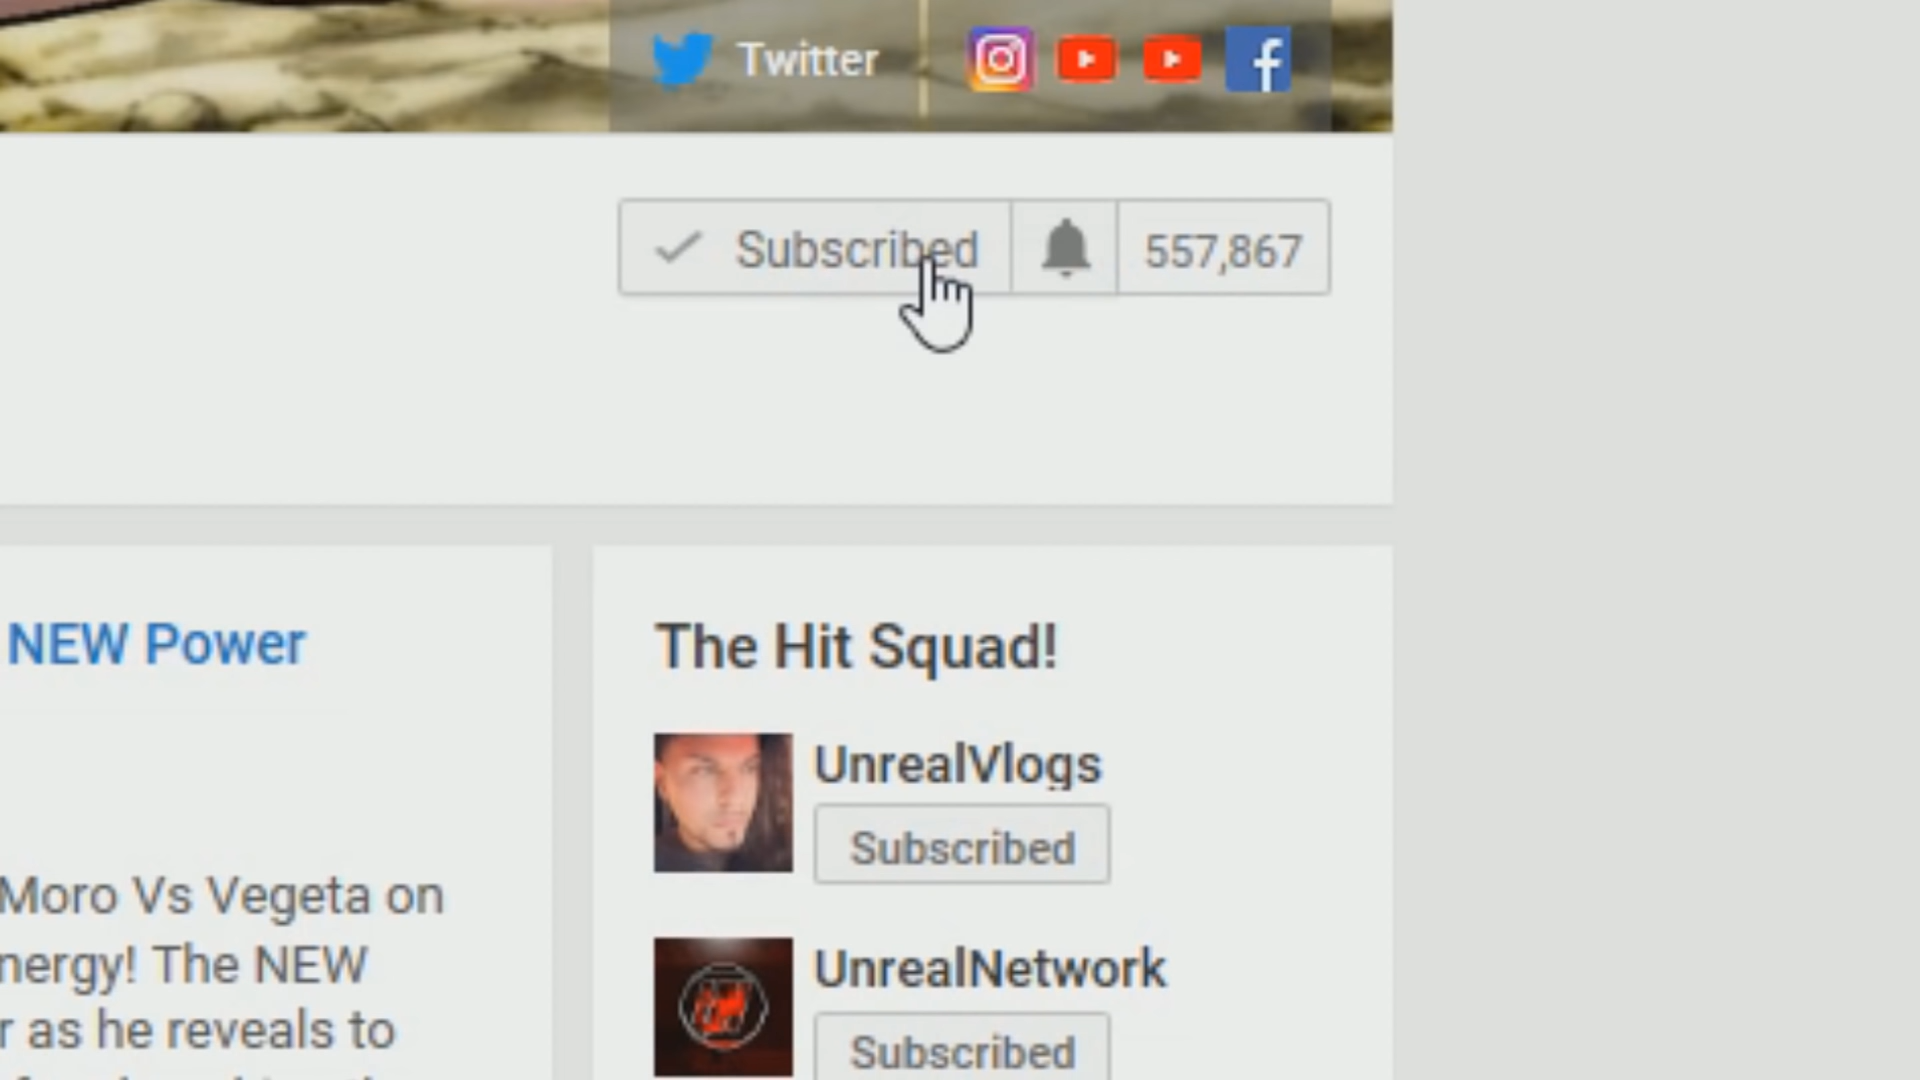 Twitter
Subscribed 557,867
NEW Power
The Hit Squad!
UnrealVlogs
Subscribed
Moro Vs Vegeta on
nergy! The NEW
r as he reveals to
UnrealNetwork
Subscribed